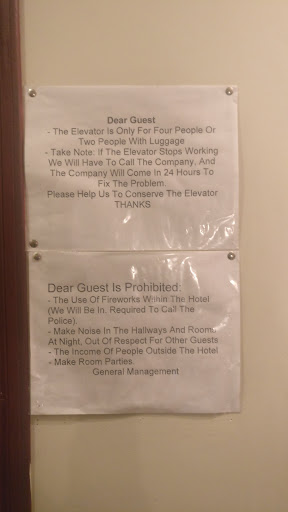 Dear Guest
- The Elevator Is Only For Four People Or
Two People With Luggage
- Take Note: If The Elevator Stops Working
We Will Have To Call The Company, And
The Company Will Come In 24 Hours To
Fix The Problem.
Please Help Us To Conserve The Elevator
THANKS
Dear Guest Is Prohibited:
- The Use Of Fireworks Within The Hotel
(We Will Be In, Required To Call The
Police).
- Make Noise In The Hallways And Rooms
At Night, Out Of Respect For Other Guests
- The Income Of People Outside The Hotel
- Make Room Parties
General Management